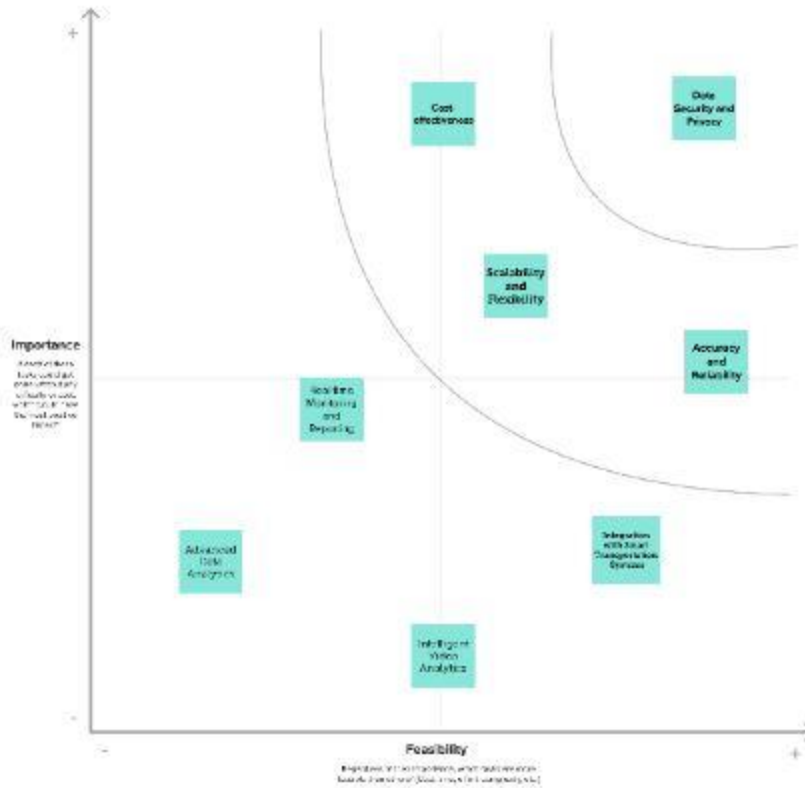 +
Cost
effectiveness
Data
Security and
Privacy
Scalability
and
Flexibility
Importance
Accuracy
and
Reliability
Real-time
Monitoring
and
Reporting
Advanced
Data
Analytics
Integration
with Smart
Transportation
Systems
Intelligent
Video
Analytics
-
-
Feasibility
+